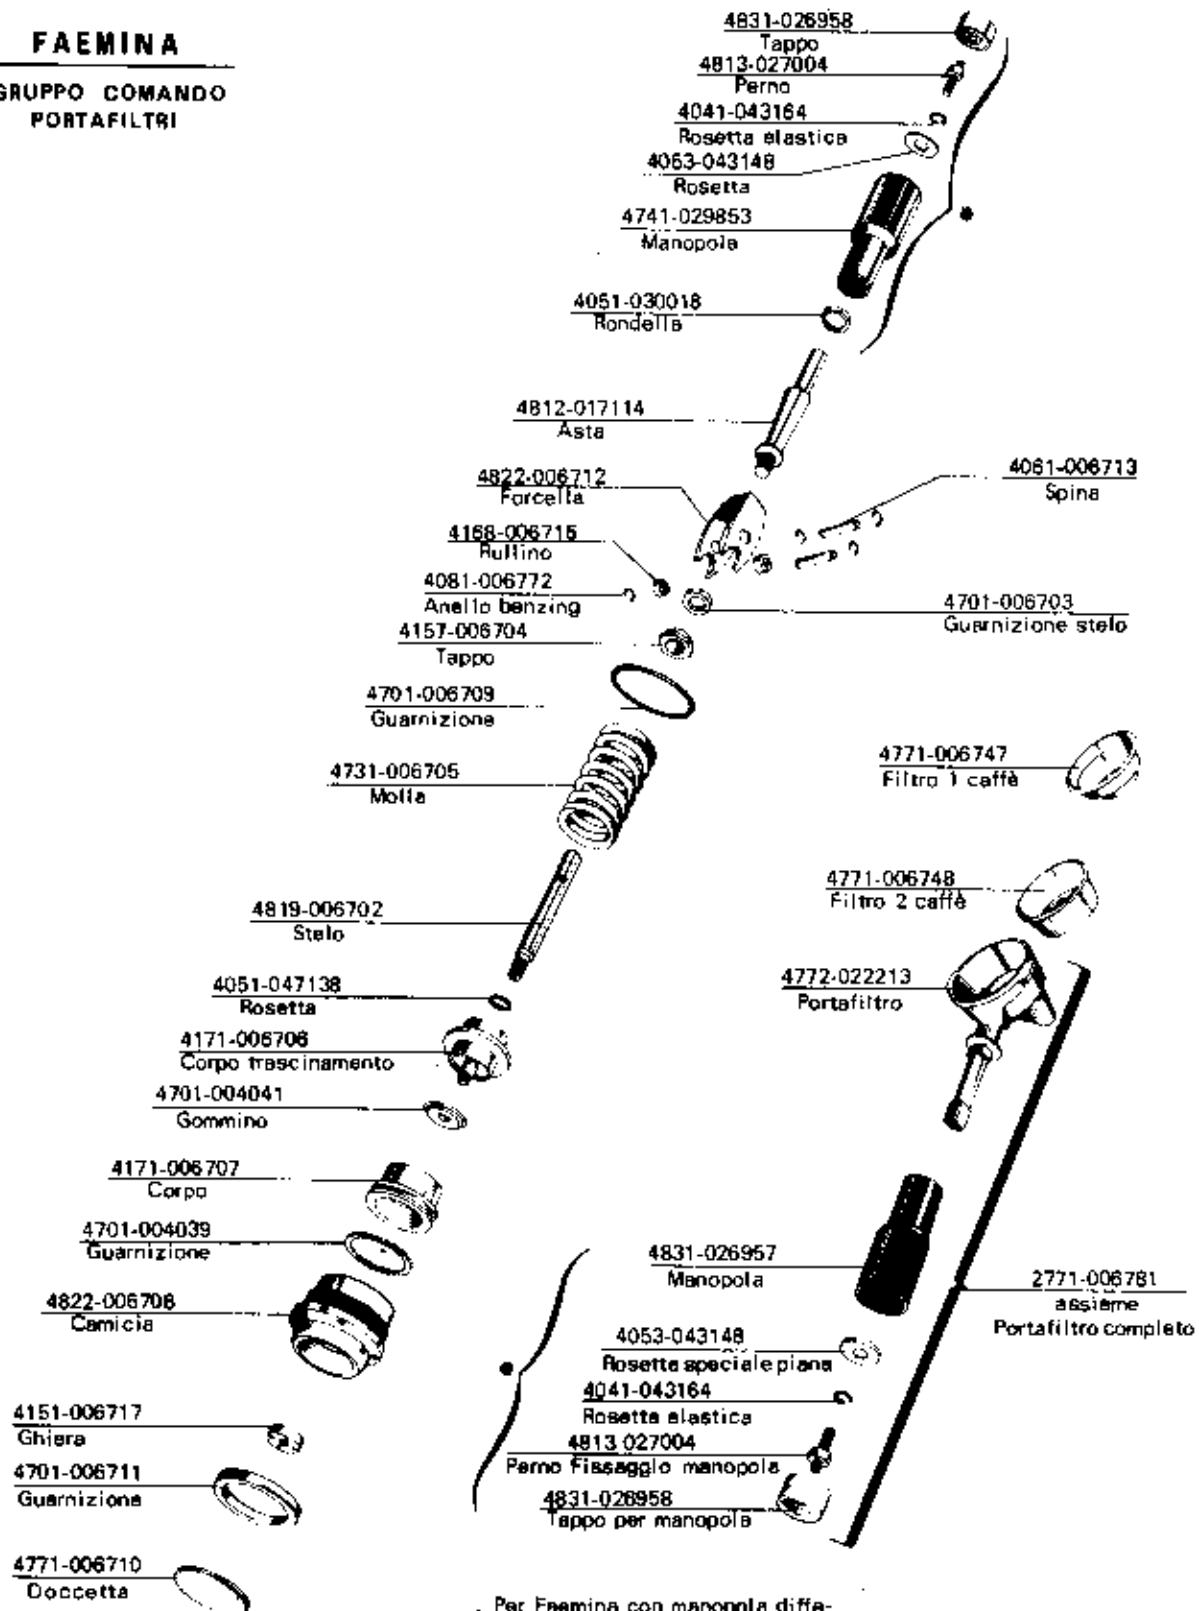 FAEMINA
GRUPPO COMANDO
PORTAFILTRI
4831-026958
Tappo
4813-027004
Perno
4041-043164
Rosetta elastica
4053-043148
Rosetta
4741-029853
Manopola
4051-030018
Rondella
4812-017114
Asta
4822-006712
Forcella
4061-006713
Spina
4168-006716
Rullino
4081-006772
Anello benzing
4701-006703
Guarnizione stelo
4157-006704
Tappo
4701-006709
Guarnizione
4731-006705
Molla
4771-006747
Filtro 1 caffè
4771-006748
Filtro 2 caffè
4819-006702
Stelo
4772-022213
Portafiltro
4051-047138
Rosetta
4171-006706
Corpo trascinamento
4701-004041
Gommino
4171-006707
Corpo
4701-004039
Guarnizione
4822-006708
Camicia
4831-026957
Manopola
2771-006781
assieme
Portafiltro completo
4053-043148
Rosetta speciale piana
4041-043164
Rosetta elastica
4813 027004
Perno Fissaggio manopola
4831-026958
Tappo per manopola
4151-006717
Ghiera
4701-006711
Guarnizione
4771-006710
Doccetta
Per Faemina con manopola diffe-